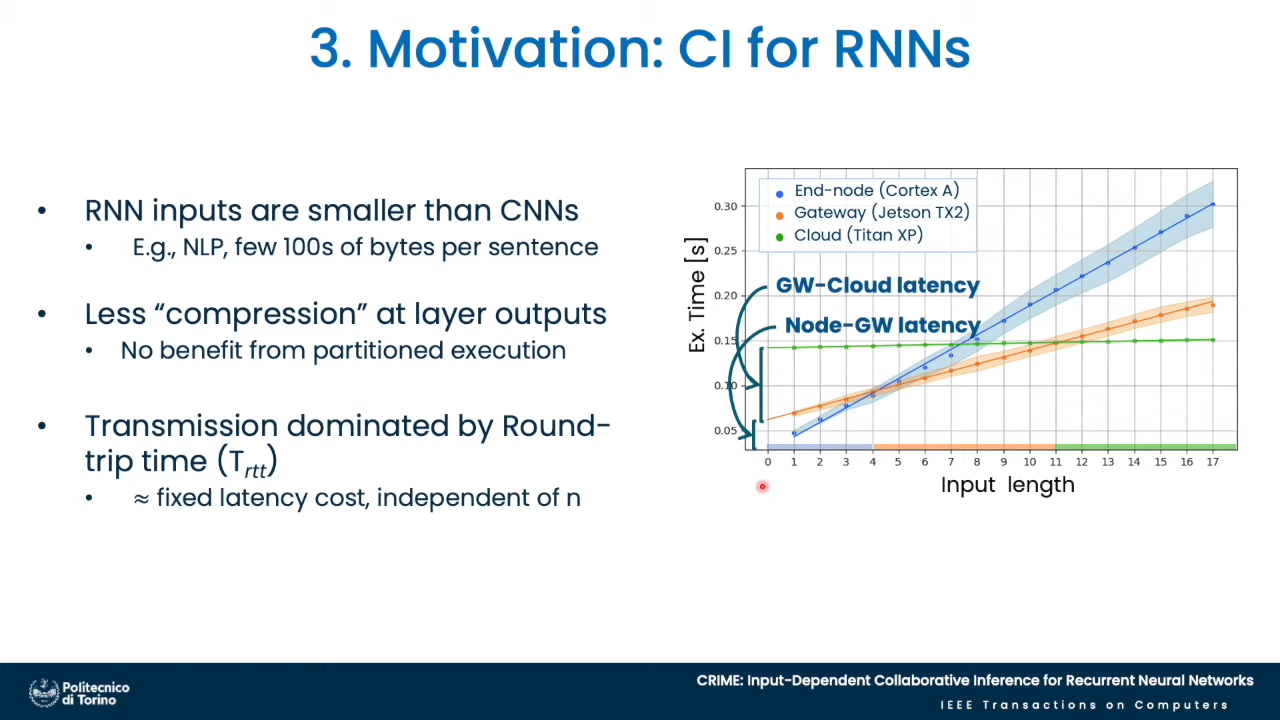 3. Motivation: CI for RNNs
• RNN inputs are smaller than CNNs
• E.g., NLP, few 100s of bytes per sentence
• Less “compression” at layer outputs
• No benefit from partitioned execution
• Transmission dominated by Round-
trip time (Trtt)
• ≈ fixed latency cost, independent of n
End-node (Cortex A)
Gateway (Jetson TX2)
Cloud (Titan XP)
GW-Cloud latency
Node-GW latency
Ex. Time [s]
0.30
0.25
0.20
0.15
0.10
0.05
0 1 2 3 4 5 6 7 8 9 10 11 12 13 14 15 16 17
Input length
Politecnico
di Torino
CRIME: Input-Dependent Collaborative Inference for Recurrent Neural Networks
IEEE Transactions on Computers